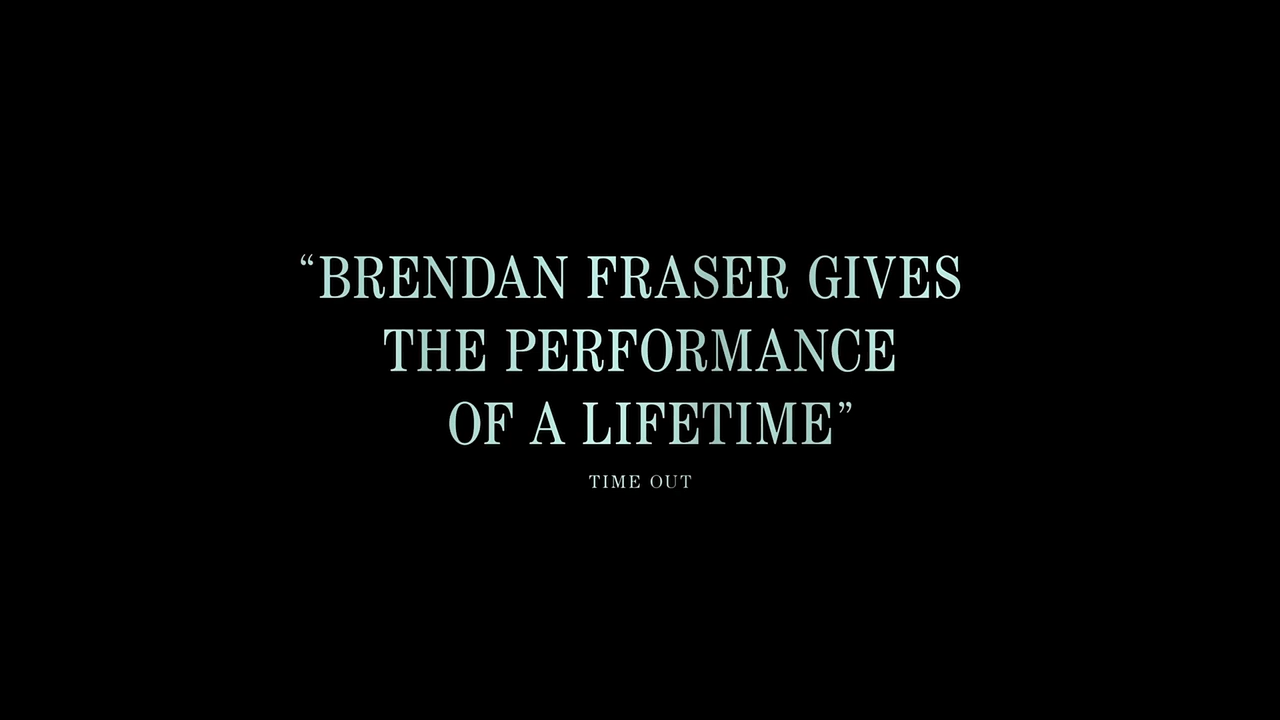 “BRENDAN FRASER GIVES
THE PERFORMANCE
OF A LIFETIME”
TIME OUT